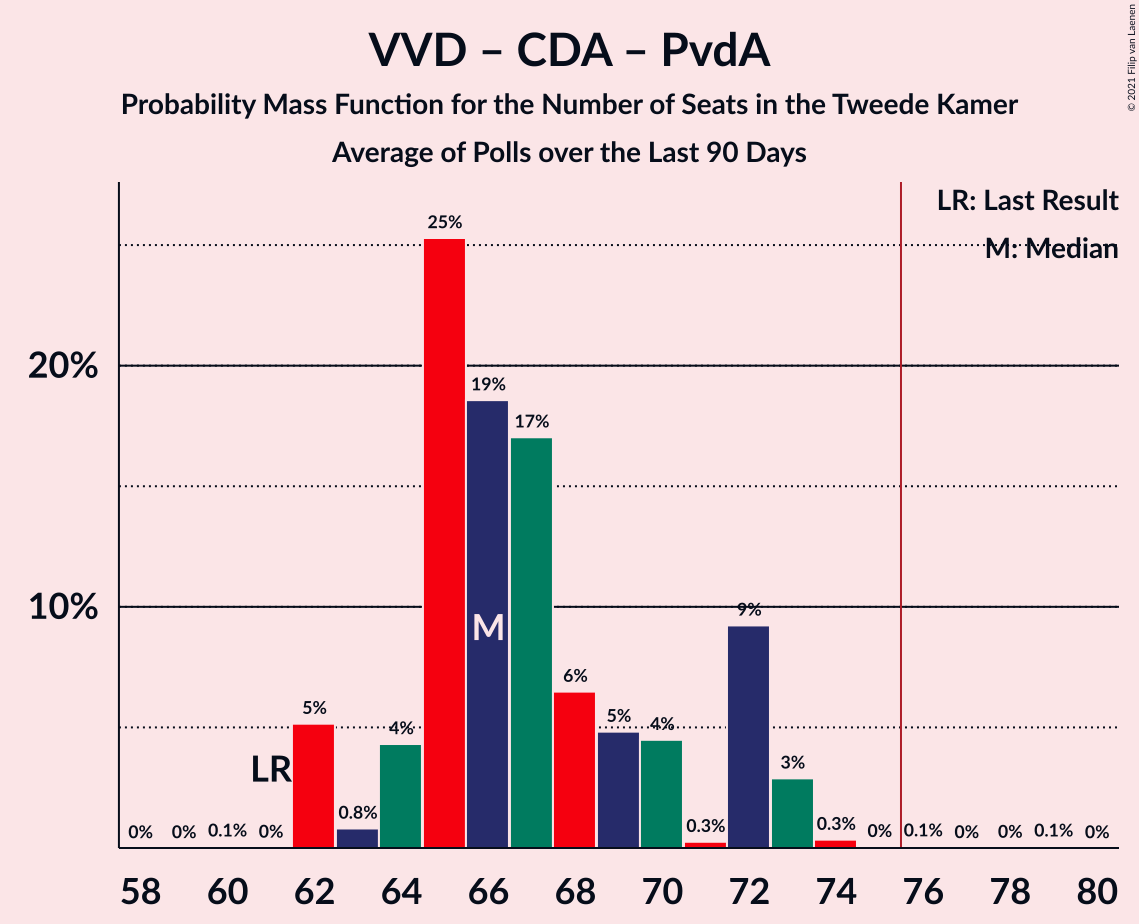 VVD – CDA – PvdA
Probability Mass Function for the Number of Seats in the Tweede Kamer
Average of Polls over the Last 90 Days
© 2021 Filip van Laenen
LR: Last Result
M: Median
20%
10%
0%
0%
0.1%
0%
LR
5%
0.8%
4%
25%
19%
M
17%
6%
5%
4%
0.3%
9%
3%
0.3%
0%
0.1%
0%
0%
0.1%
0%
58 60 62 64 66 68 70 72 74 76 78 80